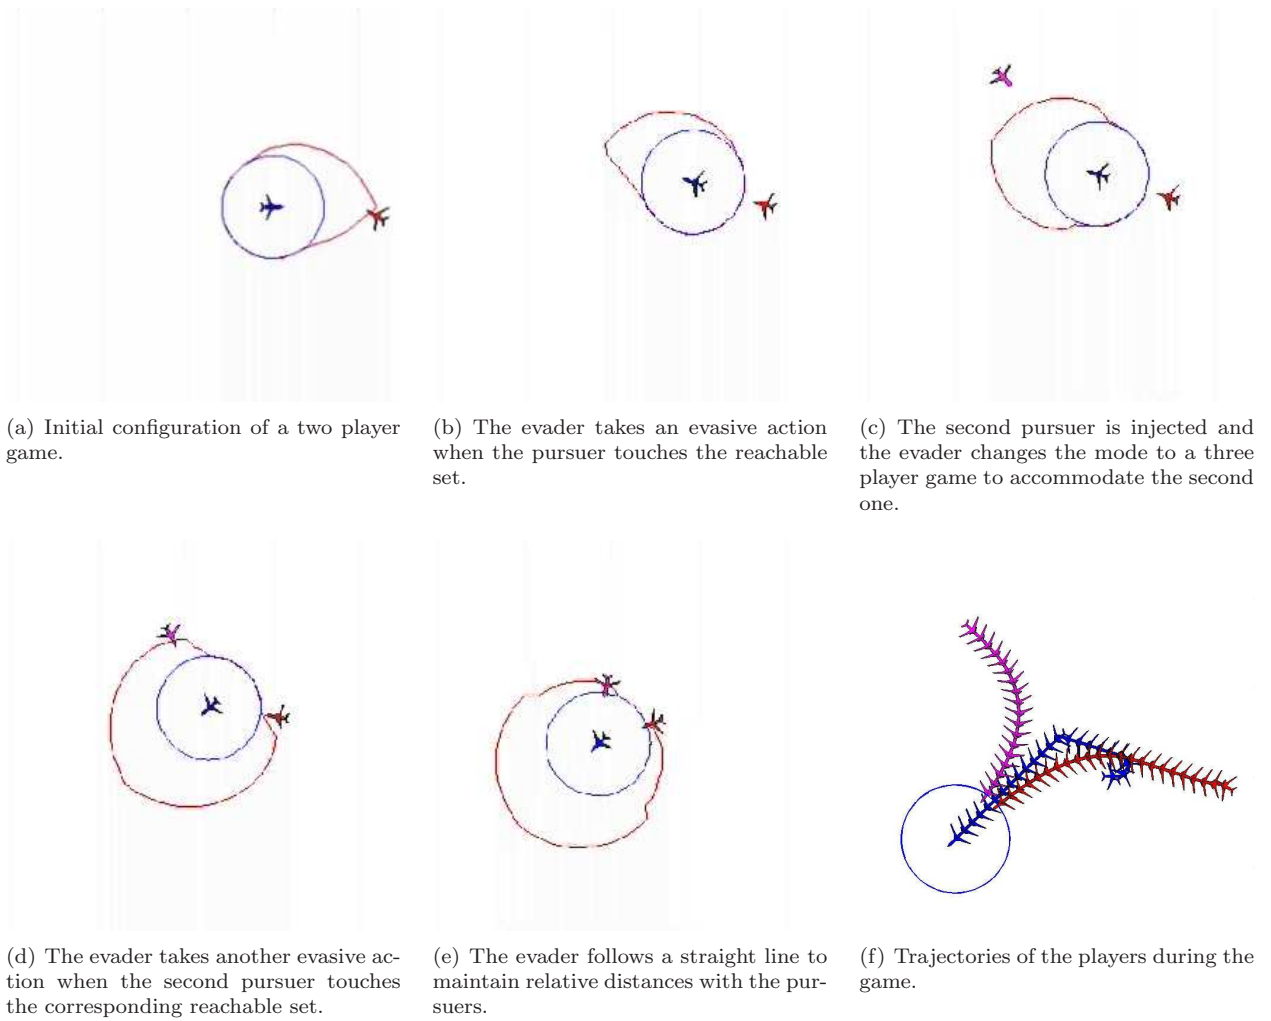 (a) Initial configuration of a two player
game.
(b) The evader takes an evasive action
when the pursuer touches the reachable
set.
(c) The second pursuer is injected and
the evader changes the mode to a three
player game to accommodate the second
one.
(d) The evader takes another evasive ac-
tion when the second pursuer touches
the corresponding reachable set.
(e) The evader follows a straight line to
maintain relative distances with the pur-
suers.
(f) Trajectories of the players during the
game.